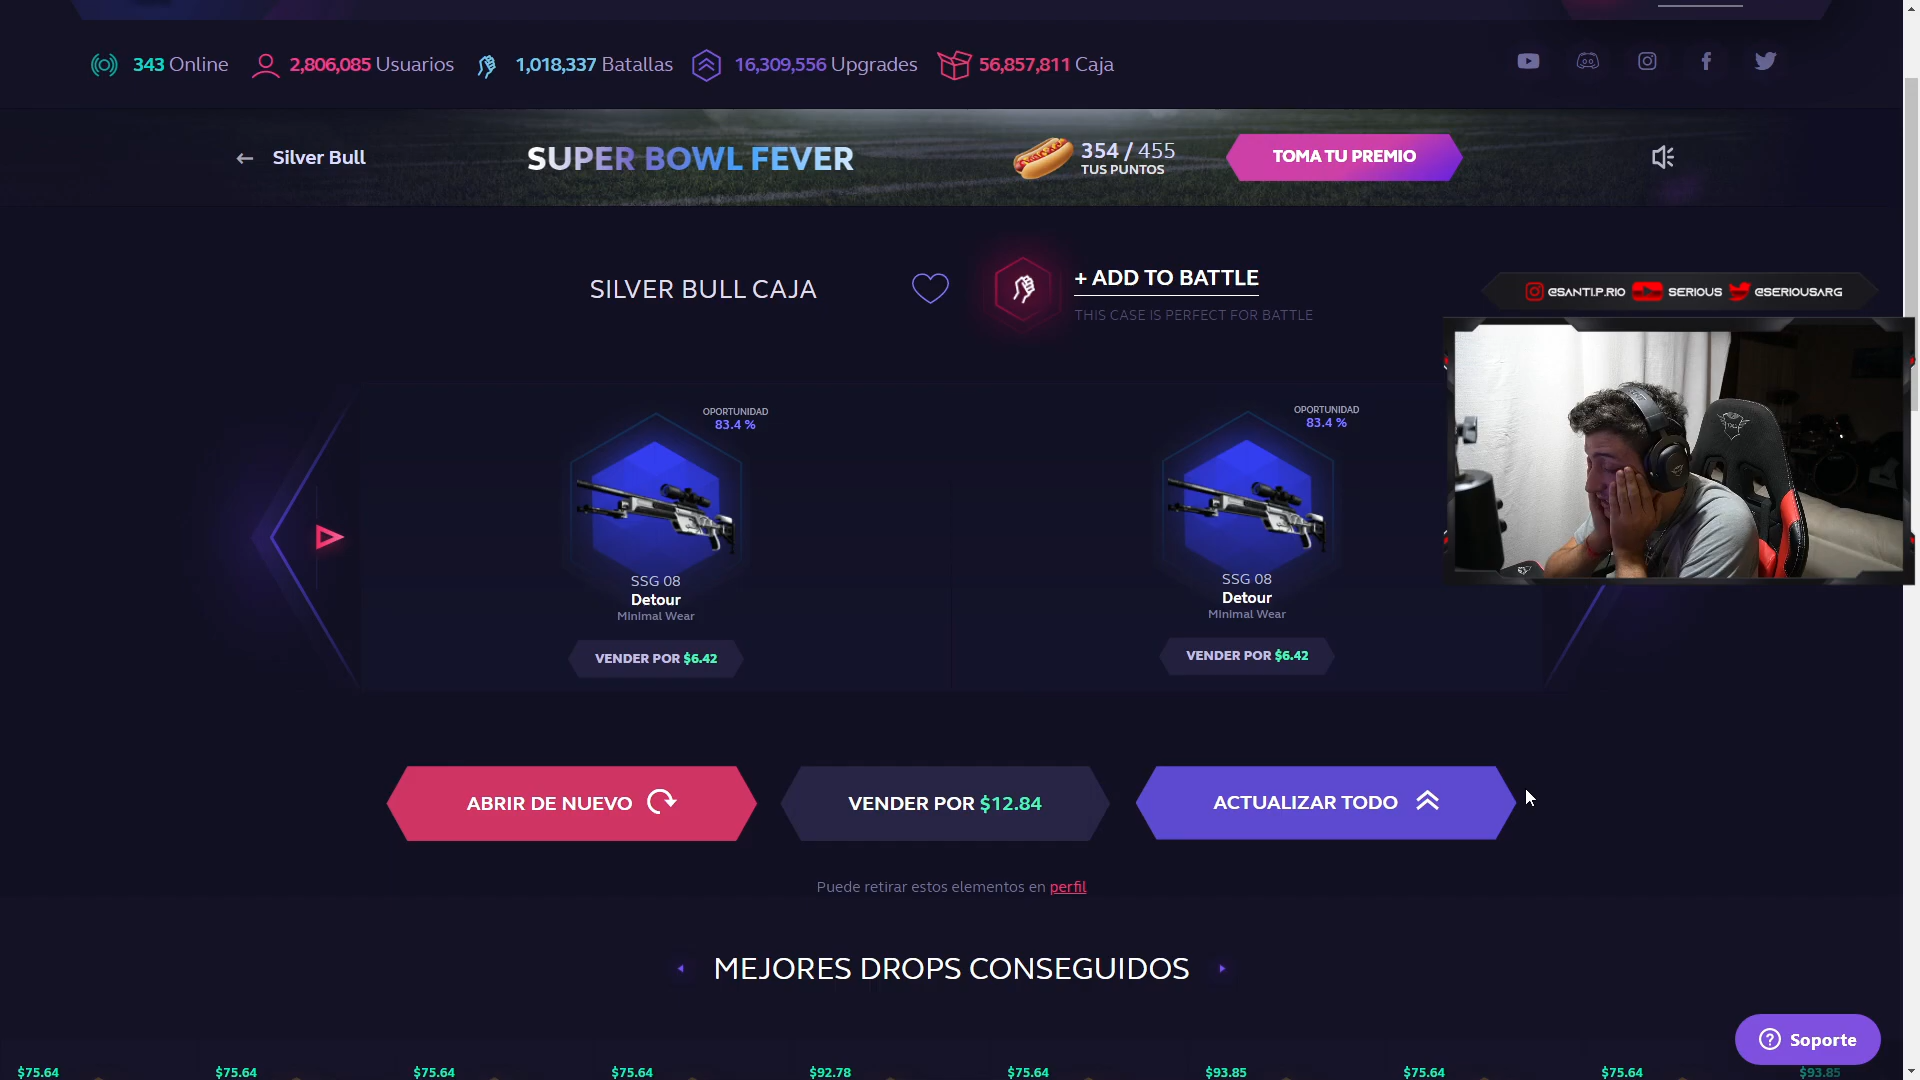 343 Online
2,806,085 Usuarios
1,018,337 Batallas
16,309,556 Upgrades
56,857,811 Caja
Silver Bull
SUPER BOWL FEVER
354 / 455
TUS PUNTOS
TOMA TU PREMIO
SILVER BULL CAJA
+ ADD TO BATTLE
THIS CASE IS PERFECT FOR BATTLE
@SANTI.P.RIO
SERIOUS
@SERIOUSARG
OPORTUNIDAD
83.4 %
SSG 08
Detour
Minimal Wear
VENDER POR $6.42
OPORTUNIDAD
83.4 %
SSG 08
Detour
Minimal Wear
VENDER POR $6.42
ABRIR DE NUEVO
VENDER POR $12.84
ACTUALIZAR TODO
Puede retirar estos elementos en perfil
MEJORES DROPS CONSEGUIDOS
Soporte
$75.64
$75.64
$75.64
$75.64
$92.78
$75.64
$93.85
$75.64
$75.64
$93.85